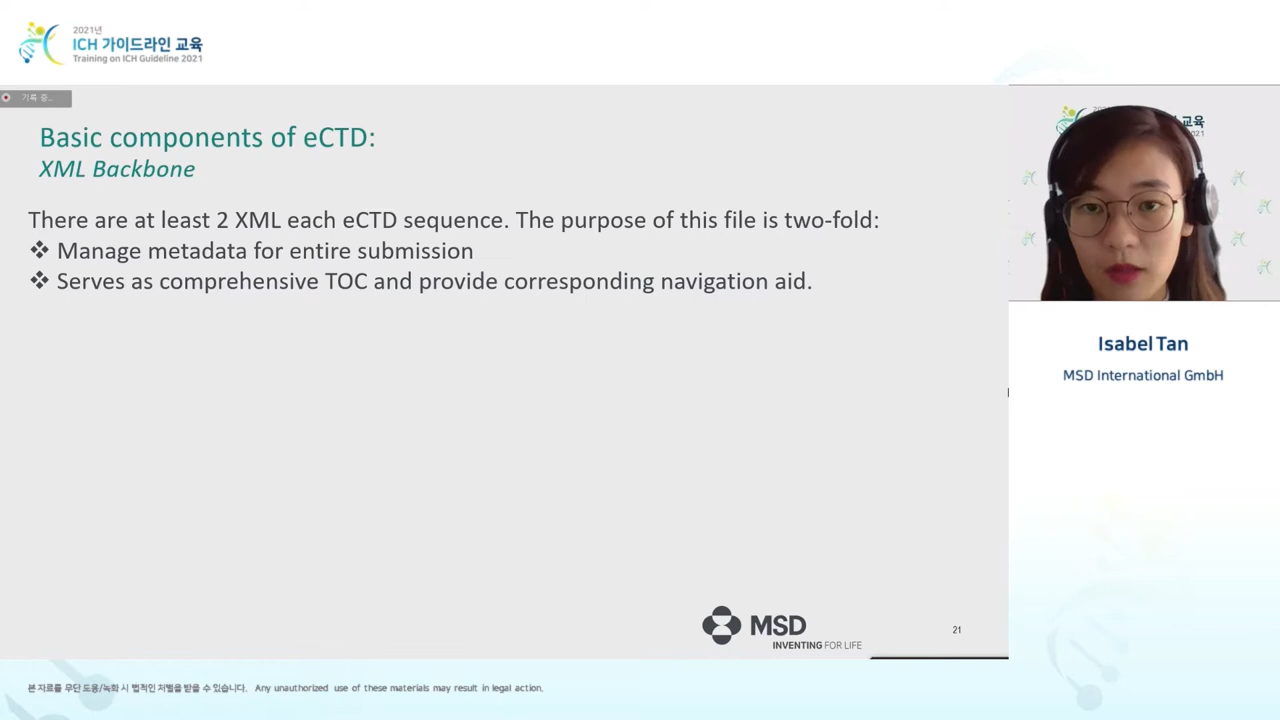 2021년
ICH 가이드라인 교육
Training on ICH Guideline 2021
기록 중...
Basic components of eCTD:
XML Backbone
There are at least 2 XML each eCTD sequence. The purpose of this file is two-fold:
❖ Manage metadata for entire submission
❖ Serves as comprehensive TOC and provide corresponding navigation aid.
교육
Isabel Tan
MSD International GmbH
MSD
INVENTING FOR LIFE
21
본 자료를 무단 도용/녹화 시 법적인 처벌을 받을 수 있습니다. Any unauthorized use of these materials may result in legal action.